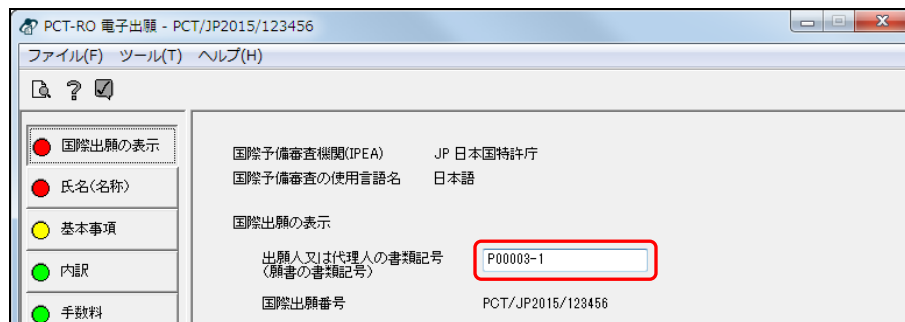 PCT-RO 電子出願 - PCT/JP2015/123456
ファイル(F) ツール(T) ヘルプ(H)
国際出願の表示
氏名(名称)
基本事項
内訳
手数料
国際予備審査機関(IPEA) JP 日本国特許庁
国際予備審査の使用言語名 日本語
国際出願の表示
出願人又は代理人の書類記号 P00003-1
(願書の書類記号)
国際出願番号 PCT/JP2015/123456